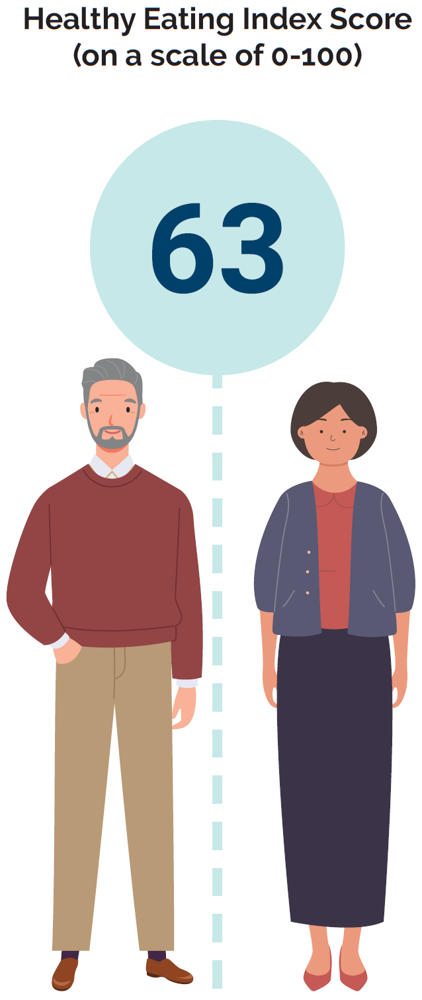 Healthy Eating Index Score
(on a scale of 0-100)
63